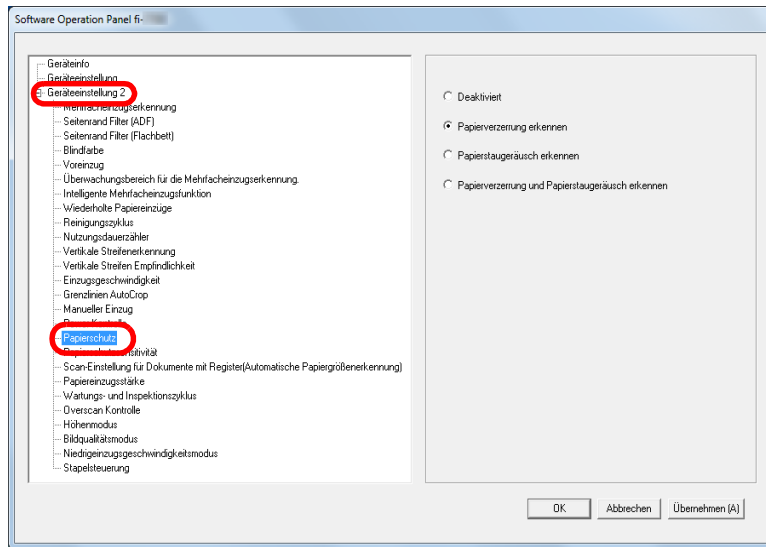 Software Operation Panel fi-
Geräteinfo
Geräteeinstellung
Geräteeinstellung 2
Mehrfacheinzugserkennung
Seitenrand Filter (ADF)
Seitenrand Filter (Flachbett)
Blindfarbe
Voreinzug
Überwachungsbereich für die Mehrfacheinzugserkennung.
Intelligente Mehrfacheinzugsfunktion
Wiederholte Papiereinzüge
Reinigungszyklus
Nutzungsdauerzähler
Vertikale Streifenerkennung
Vertikale Streifen Empfindlichkeit
Einzugsgeschwindigkeit
Grenzlinien AutoCrop
Manueller Einzug
Papierschutz
Scan-Einstellung für Dokumente mit Register(Automatische Papiergrößenerkennung)
Papiereinzugsstärke
Wartungs- und Inspektionszyklus
Overscan Kontrolle
Höhenmodus
Bildqualitätsmodus
Niedrigeinzugsgeschwindigkeitsmodus
Stapelsteuerung
Deaktiviert
Papierverzerrung erkennen
Papierstaugeräusch erkennen
Papierverzerrung und Papierstaugeräusch erkennen
OK
Abbrechen
Übernehmen (A)